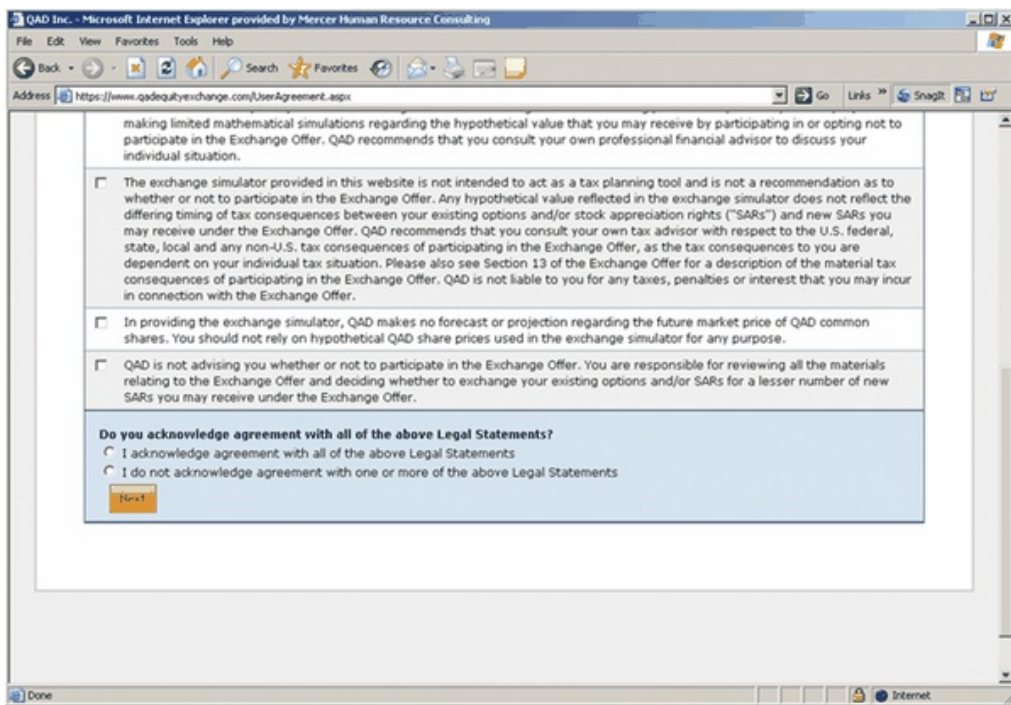 QAD Inc. - Microsoft Internet Explorer provided by Mercer Human Resource Consulting
File Edit View Favorites Tools Help
Back Search Favorites
Address https://www.qadequityexchange.com/UserAgreement.aspx Go Links » SnagIt
making limited mathematical simulations regarding the hypothetical value that you may receive by participating in or opting not to
participate in the Exchange Offer. QAD recommends that you consult your own professional financial advisor to discuss your
individual situation.
The exchange simulator provided in this website is not intended to act as a tax planning tool and is not a recommendation as to
whether or not to participate in the Exchange Offer. Any hypothetical value reflected in the exchange simulator does not reflect the
differing timing of tax consequences between your existing options and/or stock appreciation rights ("SARs") and new SARs you
may receive under the Exchange Offer. QAD recommends that you consult your own tax advisor with respect to the U.S. federal,
state, local and any non-U.S. tax consequences of participating in the Exchange Offer, as the tax consequences to you are
dependent on your individual tax situation. Please also see Section 13 of the Exchange Offer for a description of the material tax
consequences of participating in the Exchange Offer. QAD is not liable to you for any taxes, penalties or interest that you may incur
in connection with the Exchange Offer.
In providing the exchange simulator, QAD makes no forecast or projection regarding the future market price of QAD common
shares. You should not rely on hypothetical QAD share prices used in the exchange simulator for any purpose.
QAD is not advising you whether or not to participate in the Exchange Offer. You are responsible for reviewing all the materials
relating to the Exchange Offer and deciding whether to exchange your existing options and/or SARs for a lesser number of new
SARs you may receive under the Exchange Offer.
Do you acknowledge agreement with all of the above Legal Statements?
I acknowledge agreement with all of the above Legal Statements
I do not acknowledge agreement with one or more of the above Legal Statements
Next
Done Internet